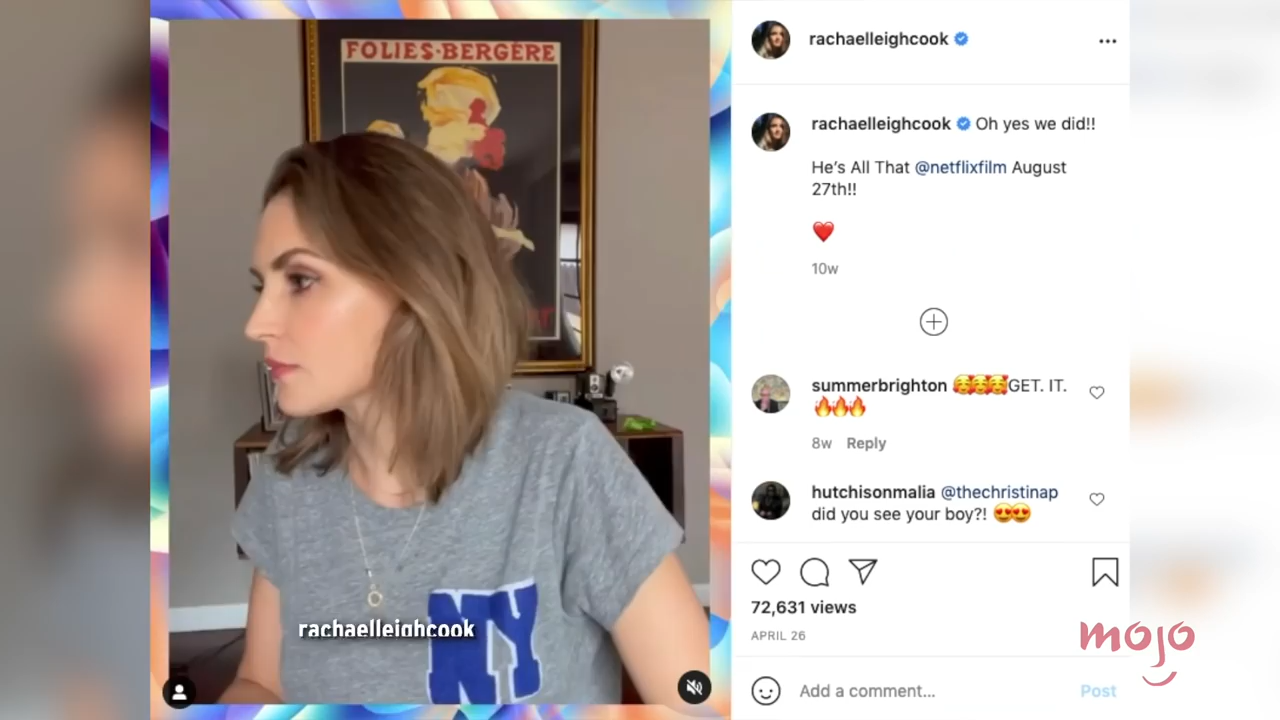 FOLIES-BERGÈRE
NY
rachaelleighcook
rachaelleighcook
rachaelleighcook Oh yes we did!!
He's All That @netflixfilm August
27th!!
10w
summerbrighton 🥰🥰🥰GET. IT.
🔥🔥🔥
8w Reply
hutchisonmalia @thechristinap
did you see your boy?! 😍😍
72,631 views
APRIL 26
Add a comment... Post
mojo